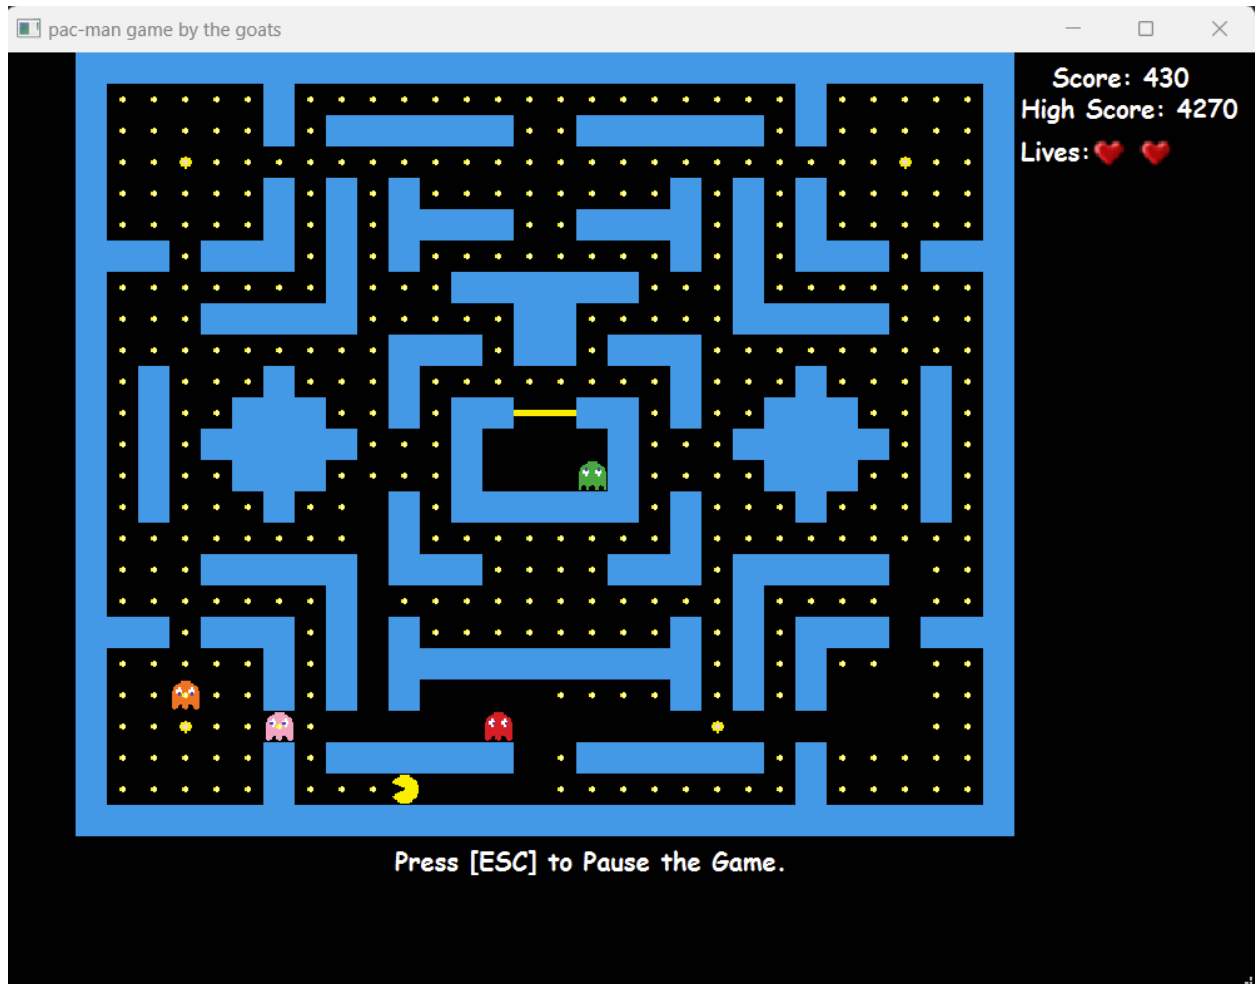 pac-man game by the goats
Score: 430
High Score: 4270
Lives:
Press [ESC] to Pause the Game.